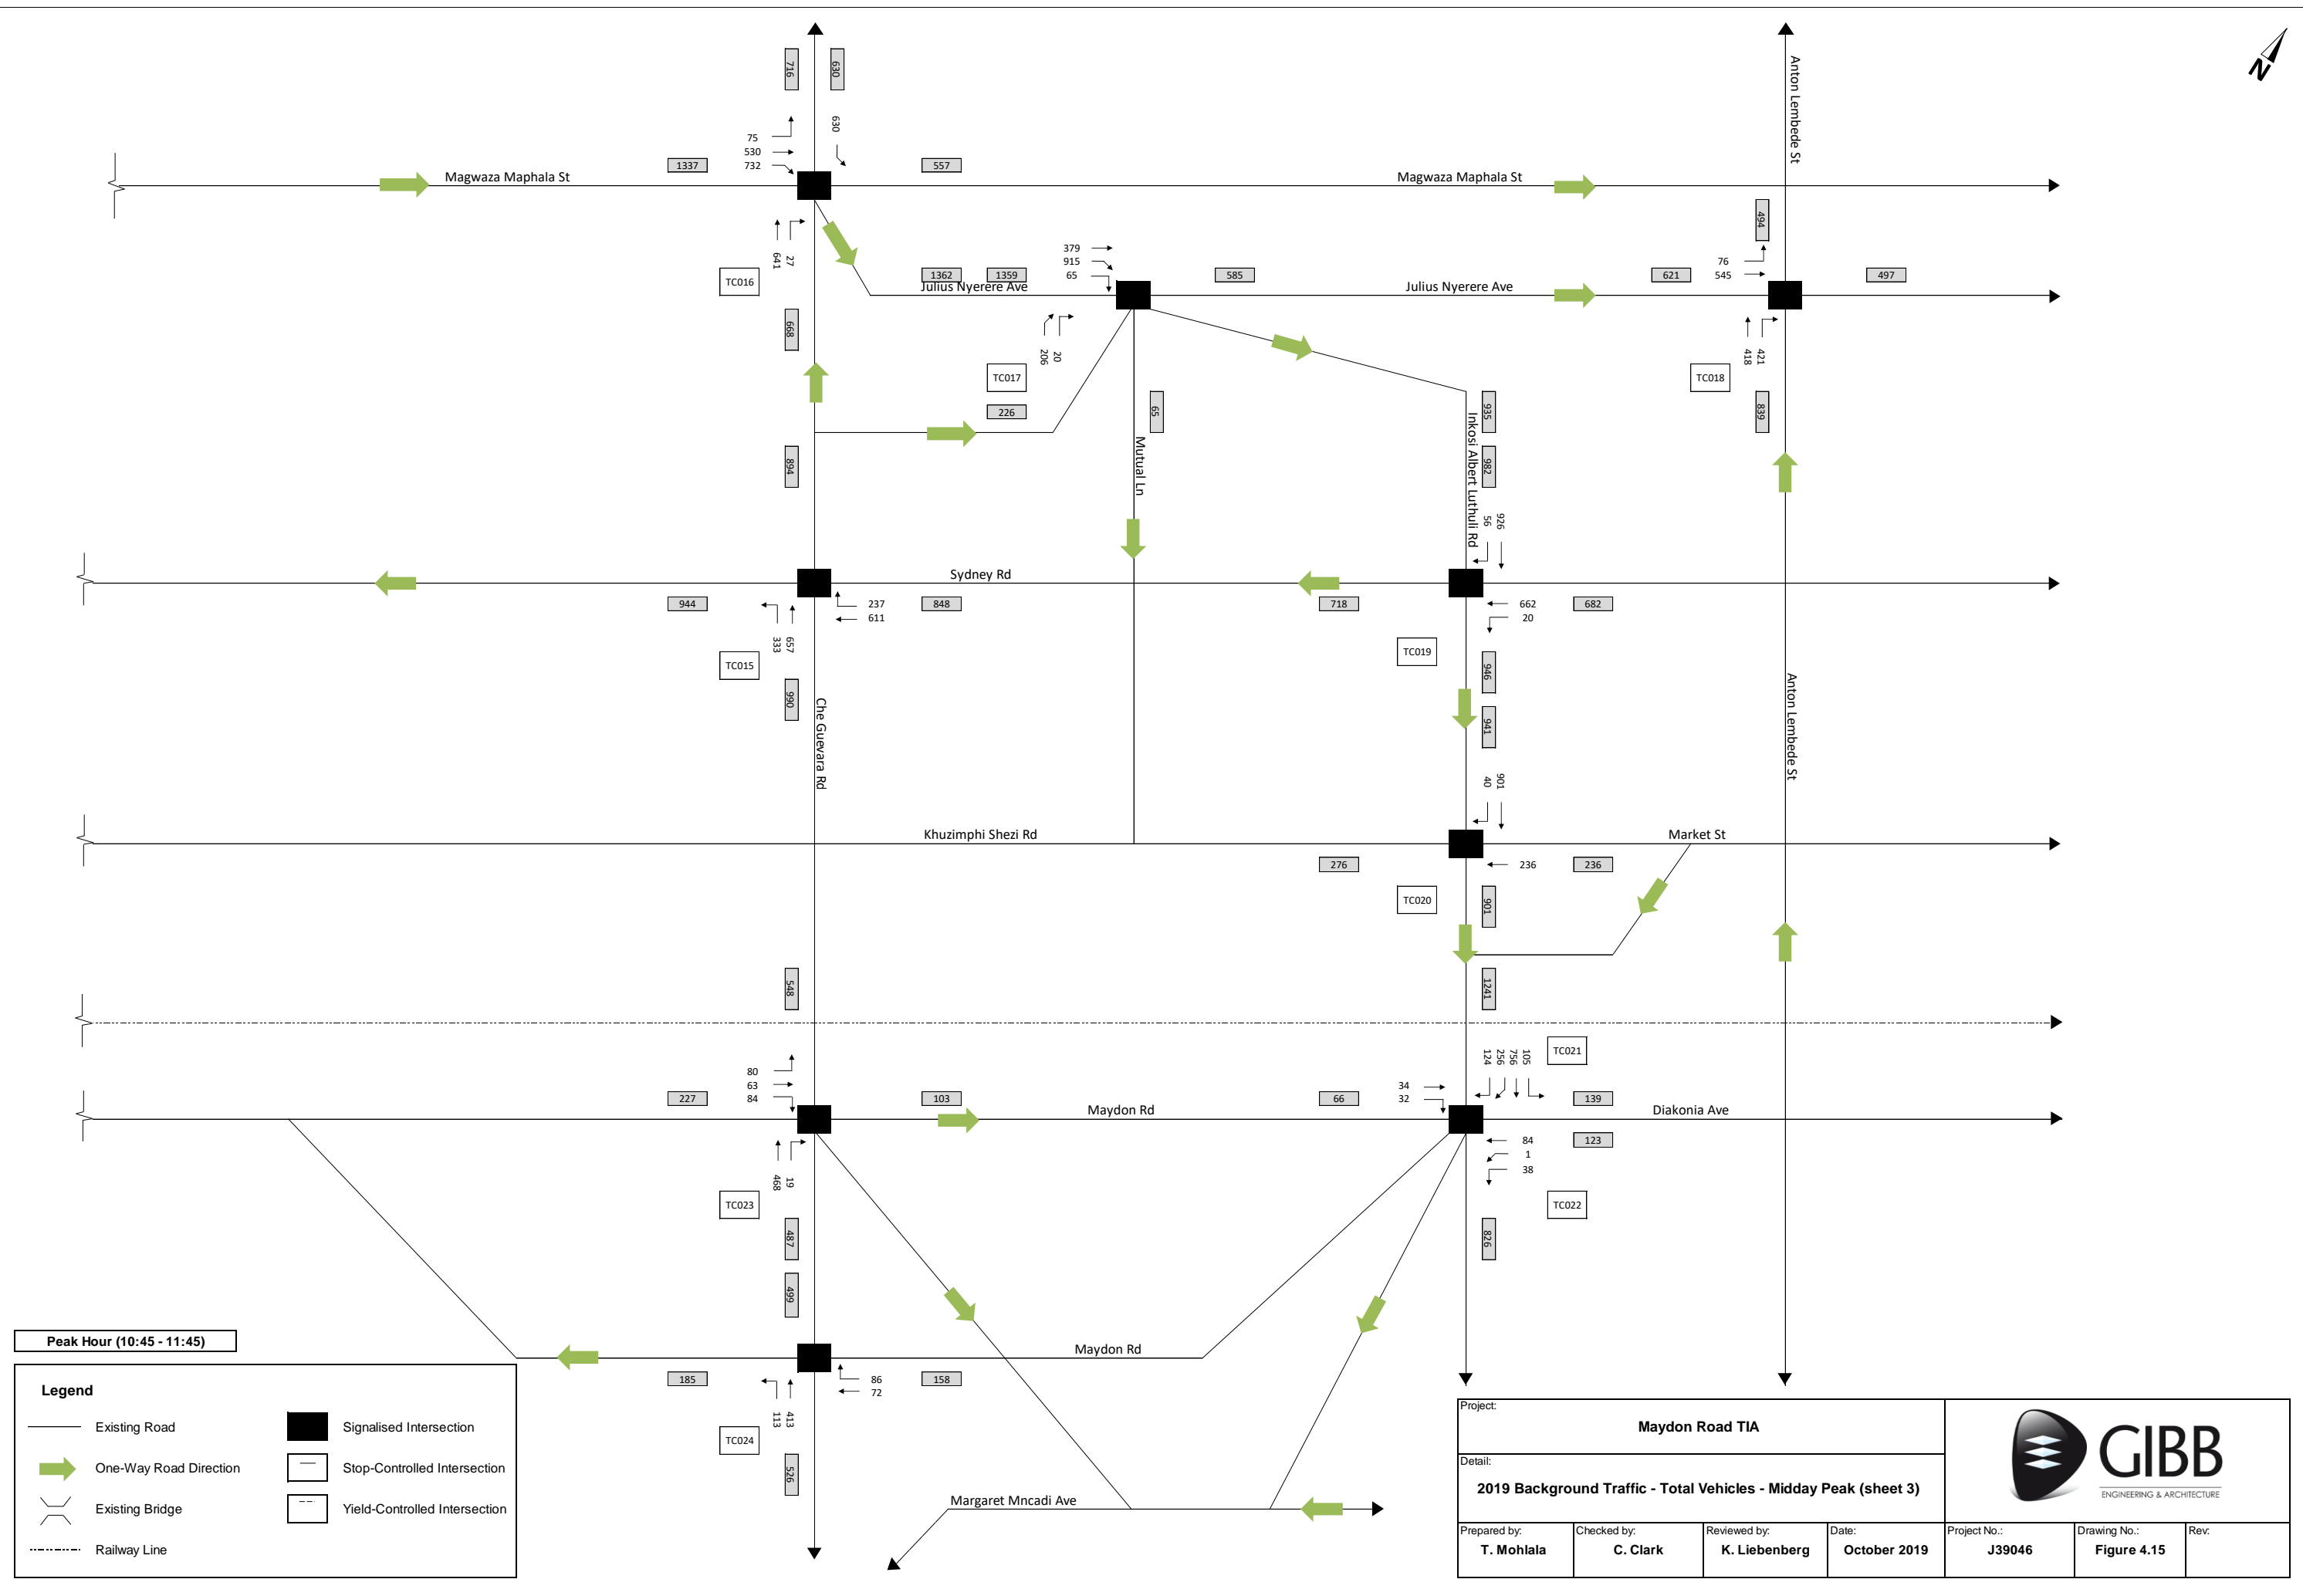 N
716
630
Anton Lembede St
630
75
530
732
1337
557
Magwaza Maphala St
Magwaza Maphala St
494
27
641
TC016
379
915
65
1362
1359
585
621
76
545
497
Julius Nyerere Ave
Julius Nyerere Ave
668
20
206
421
418
TC017
TC018
226
65
935
839
Inkosi Albert Luthuli Rd
894
982
Mutual Ln
926
56
Sydney Rd
944
237
611
848
718
662
20
682
657
333
TC015
TC019
946
990
941
Che Guevara Rd
Anton Lembede St
901
40
Khuzimphi Shezi Rd
Market St
276
236
236
TC020
901
548
1241
TC021
105
756
256
124
80
63
84
34
32
227
103
66
139
Maydon Rd
Diakonia Ave
84
1
38
123
19
468
TC023
TC022
487
826
499
Peak Hour (10:45 - 11:45)
Maydon Rd
185
86
72
158
413
113
TC024
526
Legend
Existing Road
Signalised Intersection
One-Way Road Direction
Stop-Controlled Intersection
Existing Bridge
Yield-Controlled Intersection
Railway Line
Margaret Mncadi Ave
Project:
Maydon Road TIA
Detail:
2019 Background Traffic - Total Vehicles - Midday Peak (sheet 3)
GIBB
ENGINEERING & ARCHITECTURE
Prepared by:
T. Mohlala
Checked by:
C. Clark
Reviewed by:
K. Liebenberg
Date:
October 2019
Project No.:
J39046
Drawing No.:
Figure 4.15
Rev:
848